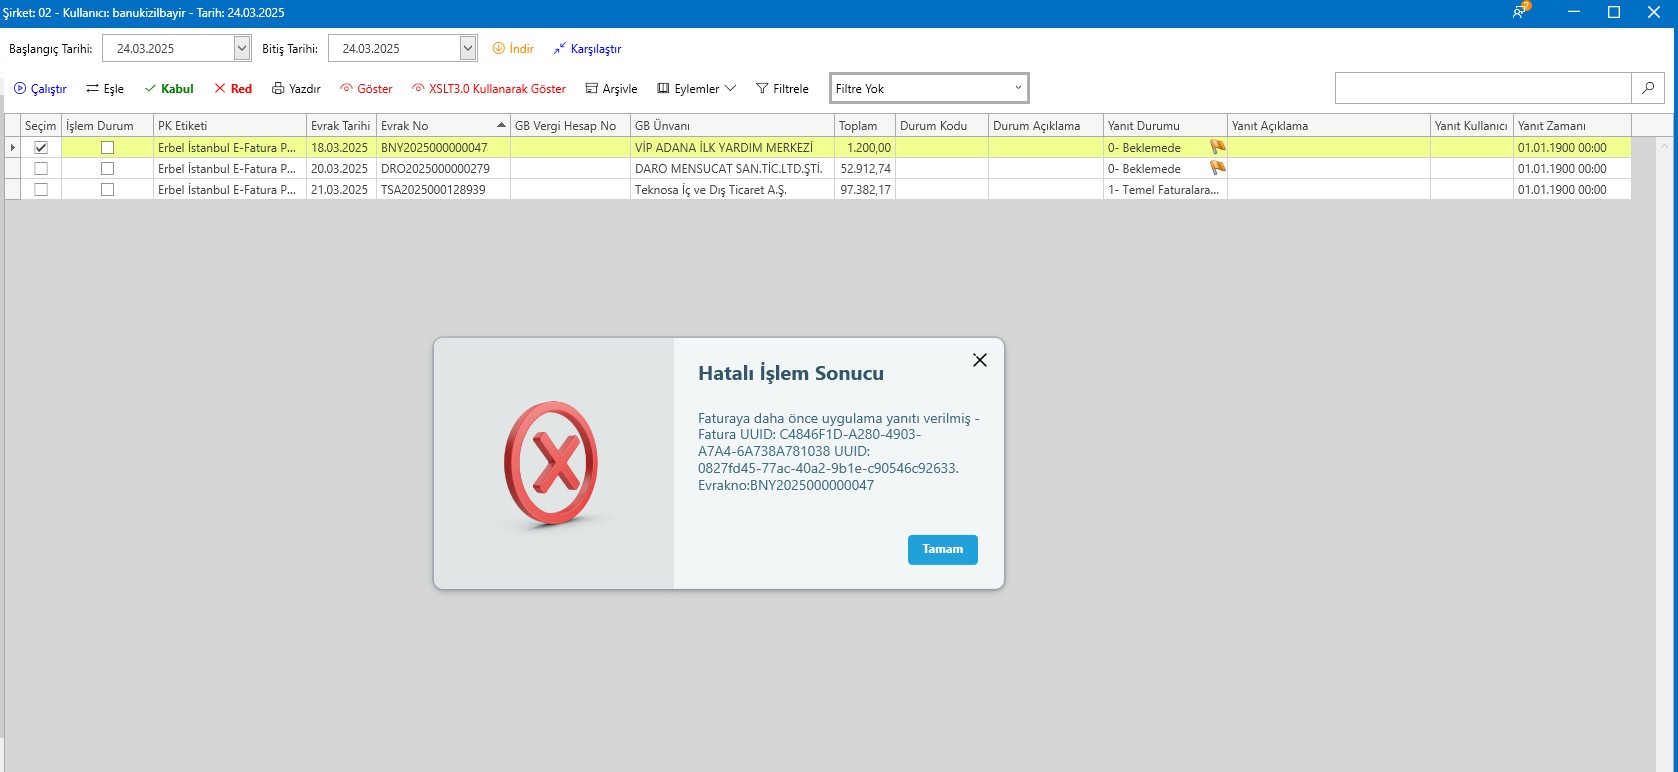 Şirket: 02 - Kullanıcı: banukizilbayir - Tarih: 24.03.2025
Başlangıç Tarihi: 24.03.2025 Bitiş Tarihi: 24.03.2025 İndir Karşılaştır
Çalıştır Eşle Kabul Red Yazdır Göster XSLT3.0 Kullanarak Göster Arşivle Eylemler Filtrele Filtre Yok
Seçim İşlem Durum PK Etiketi Evrak Tarihi Evrak No GB Vergi Hesap No GB Ünvanı Toplam Durum Kodu Durum Açıklama Yanıt Durumu Yanıt Açıklama Yanıt Kullanıcı Yanıt Zamanı
Erbel İstanbul E-Fatura P... 18.03.2025 BNY2025000000047 VİP ADANA İLK YARDIM MERKEZİ 1.200,00 0- Beklemede 01.01.1900 00:00
Erbel İstanbul E-Fatura P... 20.03.2025 DRO2025000000279 DARO MENSUCAT SAN.TİC.LTD.ŞTİ. 52.912,74 0- Beklemede 01.01.1900 00:00
Erbel İstanbul E-Fatura P... 21.03.2025 TSA2025000128939 Teknosa İç ve Dış Ticaret A.Ş. 97.382,17 1- Temel Faturalara... 01.01.1900 00:00
Hatalı İşlem Sonucu
Faturaya daha önce uygulama yanıtı verilmiş -
Fatura UUID: C4846F1D-A280-4903-
A7A4-6A738A781038 UUID:
0827fd45-77ac-40a2-9b1e-c90546c92633.
Evrakno:BNY2025000000047
Tamam